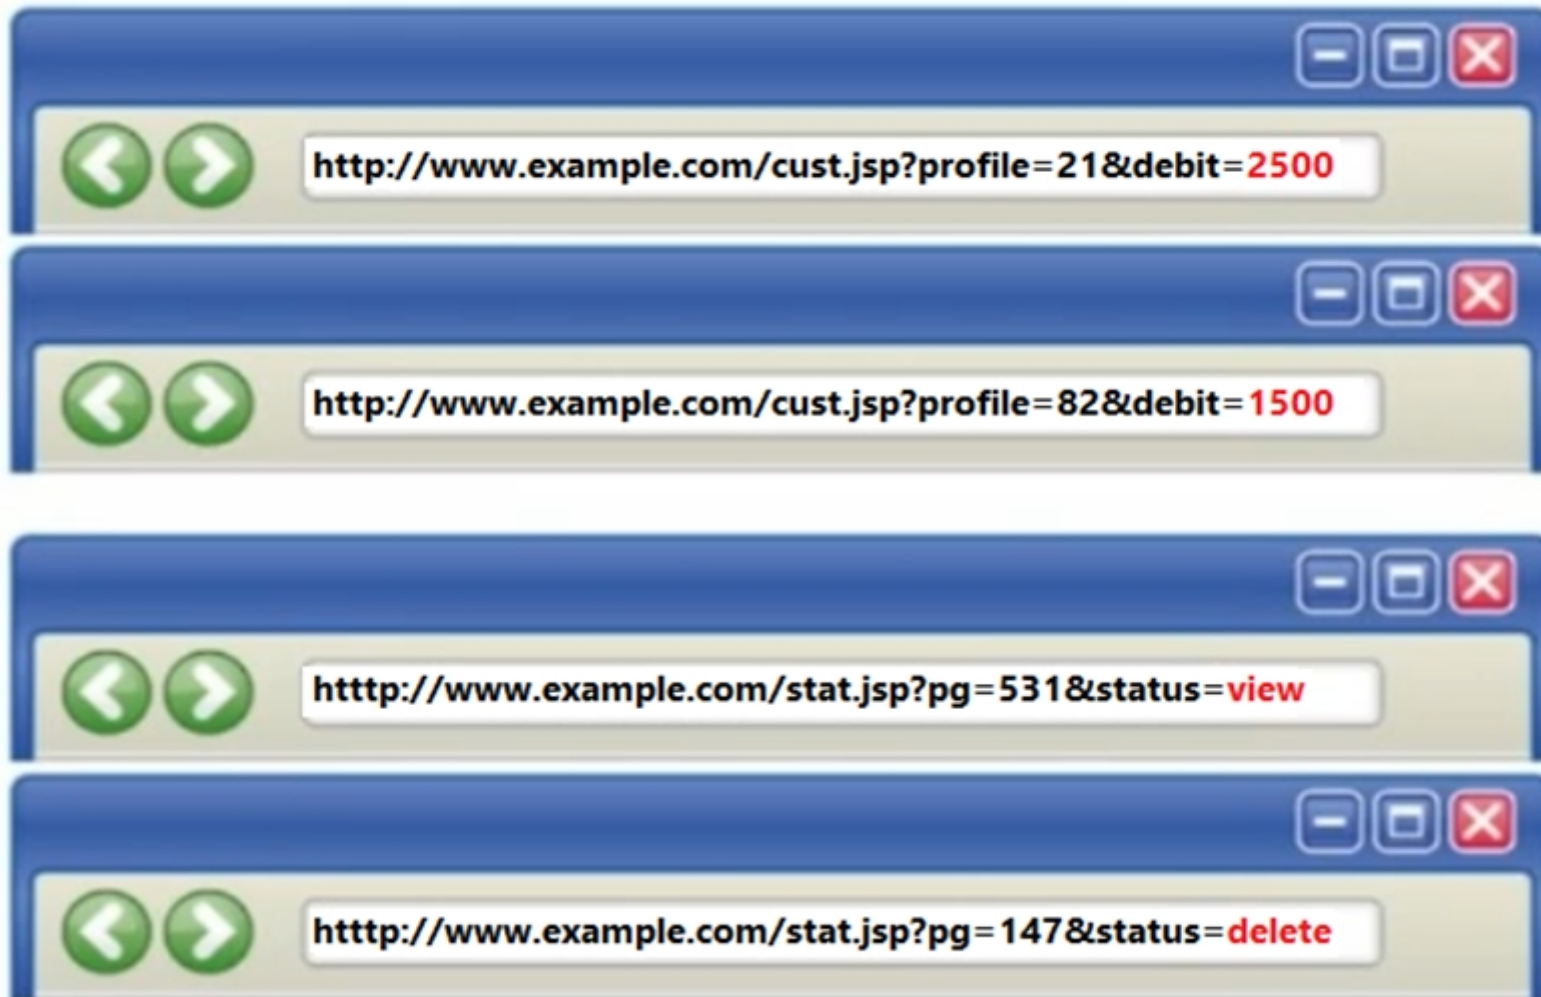 http://www.example.com/cust.jsp?profile=21&debit=2500
http://www.example.com/cust.jsp?profile=82&debit=1500
htttp://www.example.com/stat.jsp?pg=531&status=view
htttp://www.example.com/stat.jsp?pg=147&status=delete